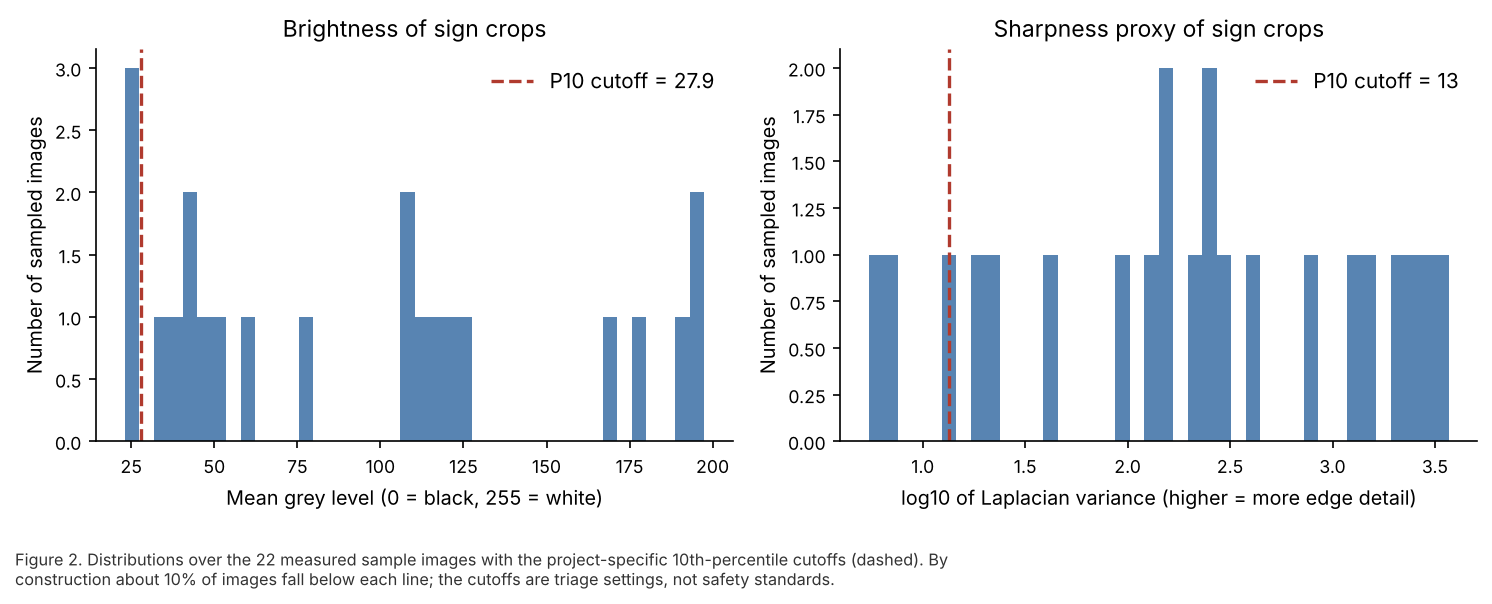 Brightness of sign crops
P10 cutoff = 27.9
Number of sampled images
3.0
2.5
2.0
1.5
1.0
0.5
0.0
25 50 75 100 125 150 175 200
Mean grey level (0 = black, 255 = white)
Sharpness proxy of sign crops
P10 cutoff = 13
Number of sampled images
2.00
1.75
1.50
1.25
1.00
0.75
0.50
0.25
0.00
1.0 1.5 2.0 2.5 3.0 3.5
log10 of Laplacian variance (higher = more edge detail)
Figure 2. Distributions over the 22 measured sample images with the project-specific 10th-percentile cutoffs (dashed). By
construction about 10% of images fall below each line; the cutoffs are triage settings, not safety standards.